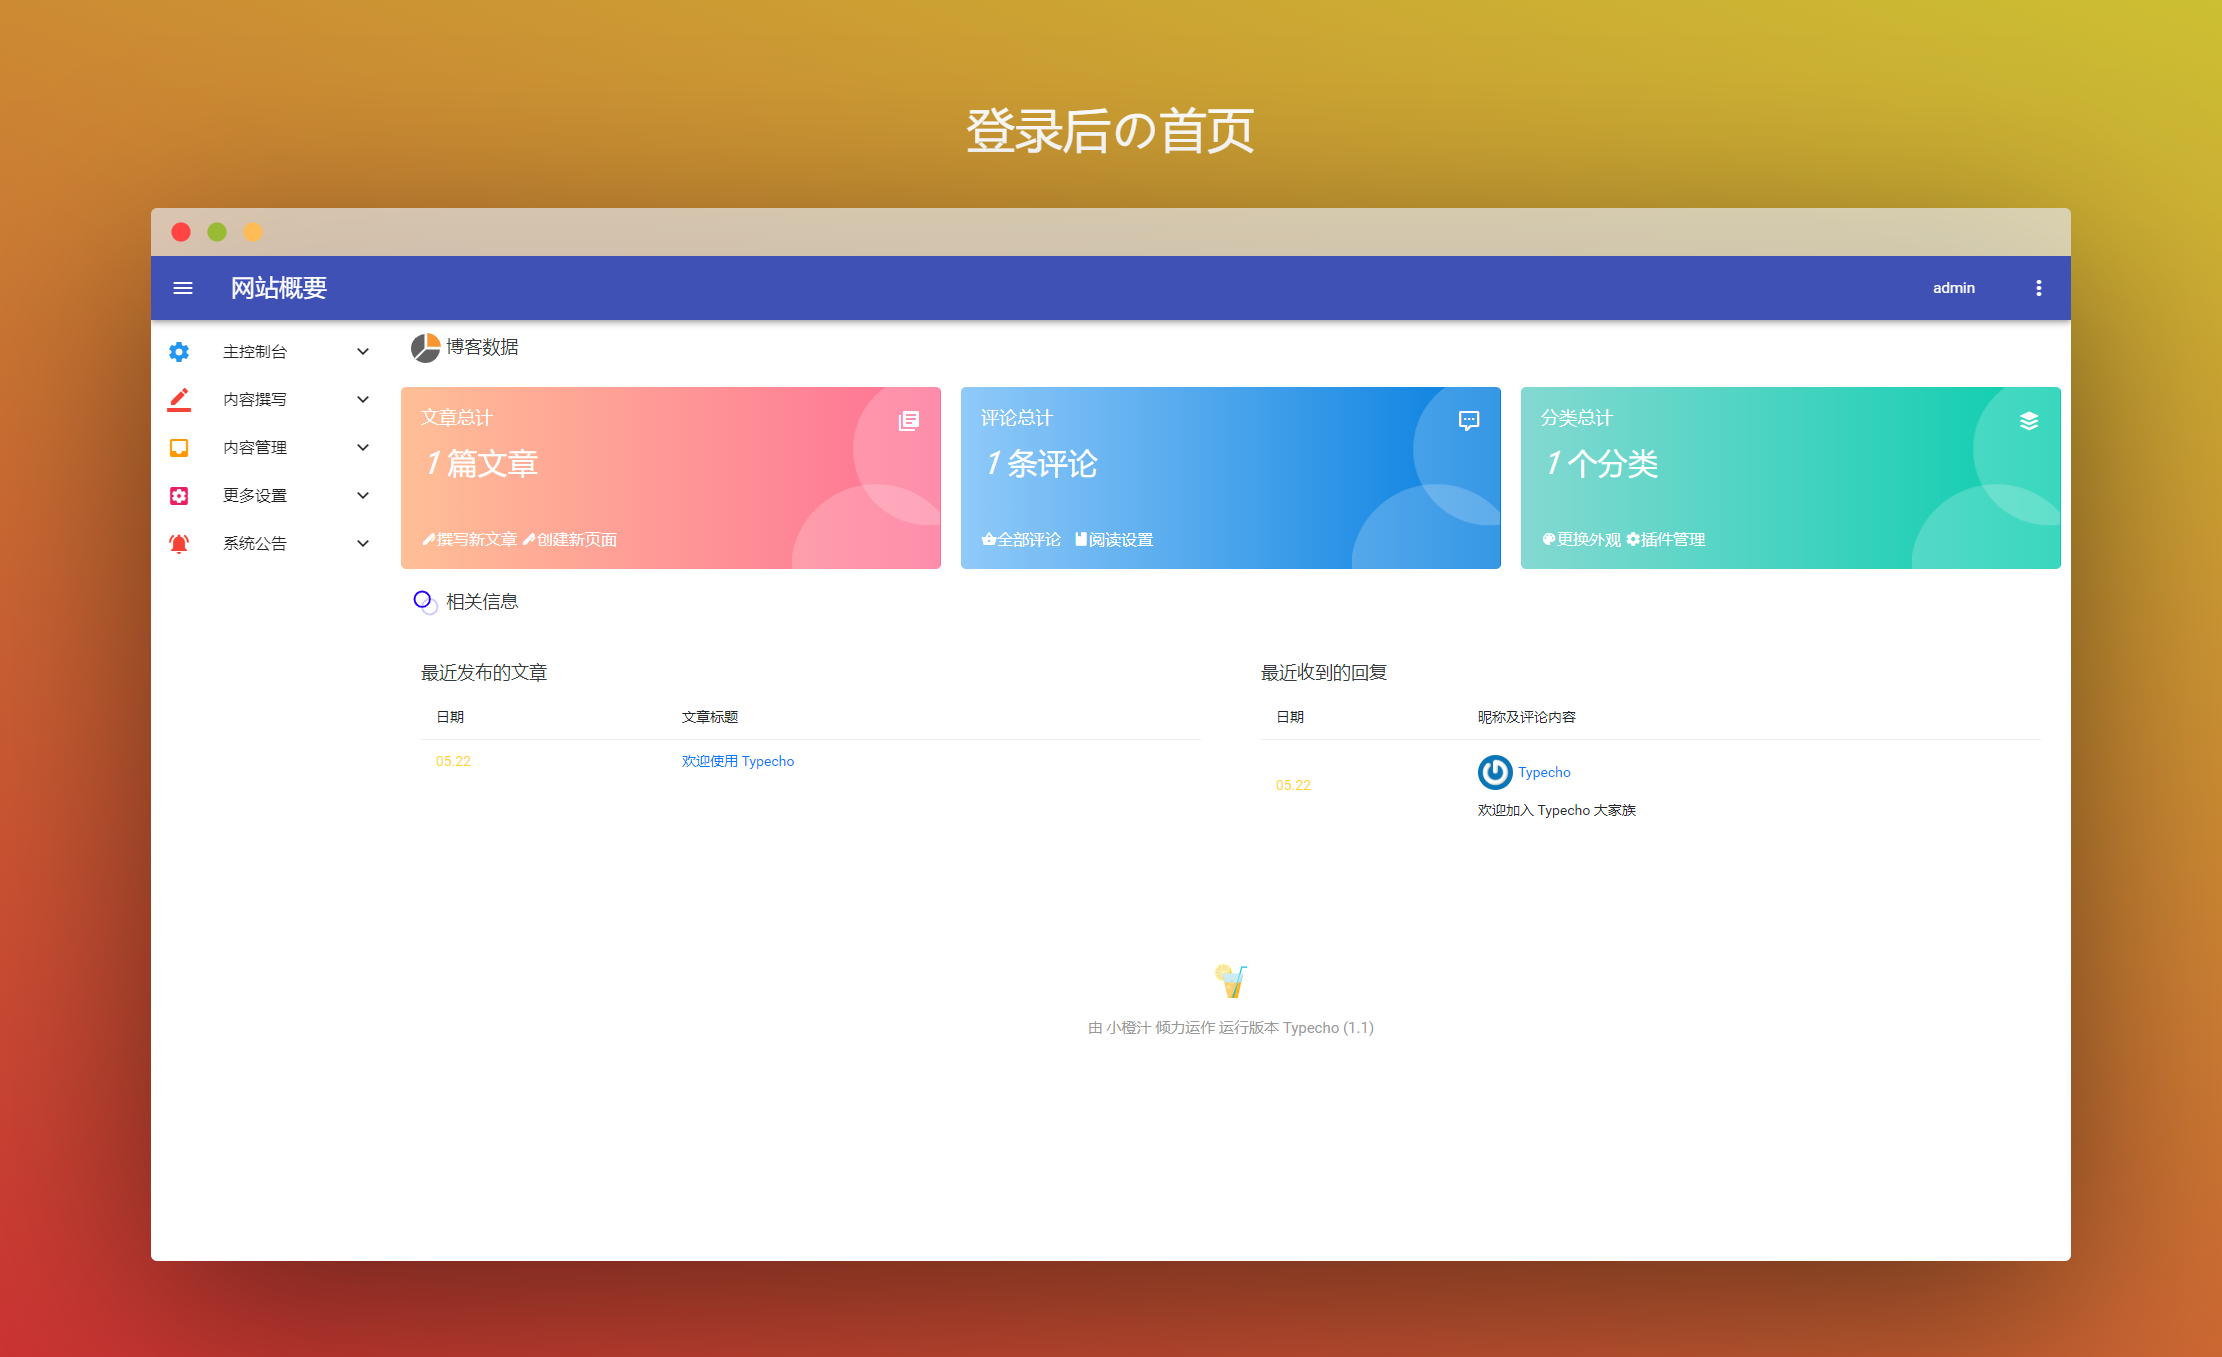 登录后の首页
网站概要
admin
主控制台
内容撰写
内容管理
更多设置
系统公告
博客数据
文章总计
1 篇文章
撰写新文章 创建新页面
评论总计
1 条评论
全部评论 阅读设置
分类总计
1 个分类
更换外观 插件管理
相关信息
最近发布的文章
日期 文章标题
05.22 欢迎使用 Typecho
最近收到的回复
日期 昵称及评论内容
05.22
Typecho
欢迎加入 Typecho 大家族
由 小橙汁 倾力运作 运行版本 Typecho (1.1)